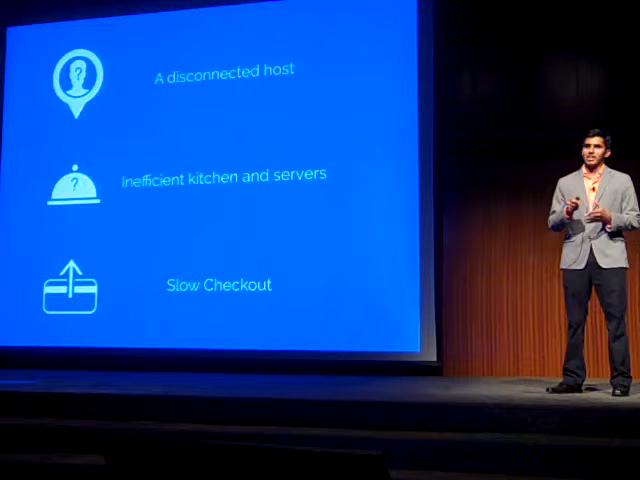 A disconnected host
Inefficient kitchen and servers
Slow Checkout